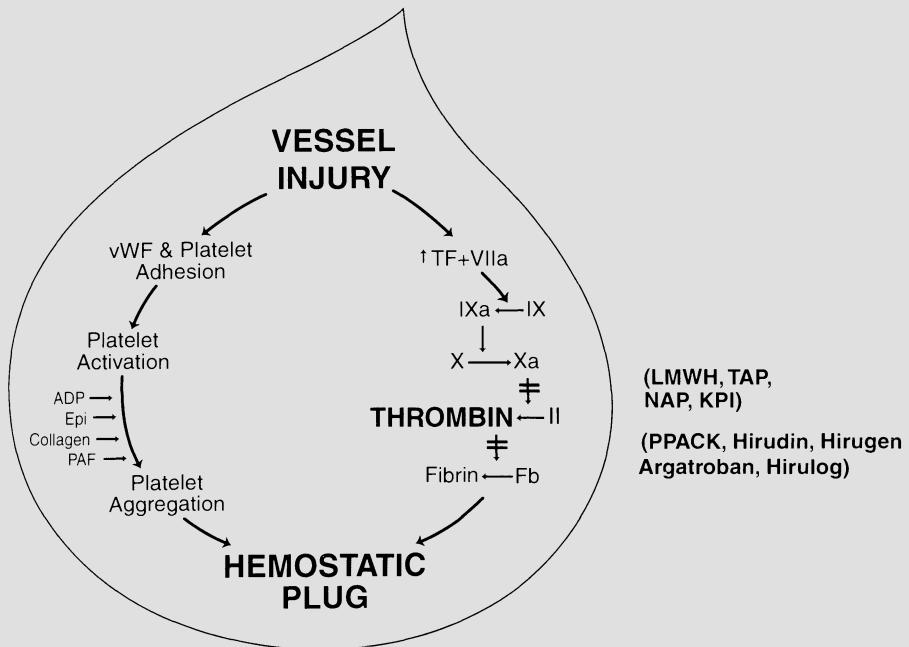 VESSEL
INJURY
vWF & Platelet
Adhesion
Platelet
Activation
ADP
Epi
Collagen
PAF
Platelet
Aggregation
↑TF+VIIa
IXa IX
X Xa
THROMBIN II
Fibrin Fb
HEMOSTATIC
PLUG
(LMWH, TAP,
NAP, KPI)
(PPACK, Hirudin, Hirugen
Argatroban, Hirulog)